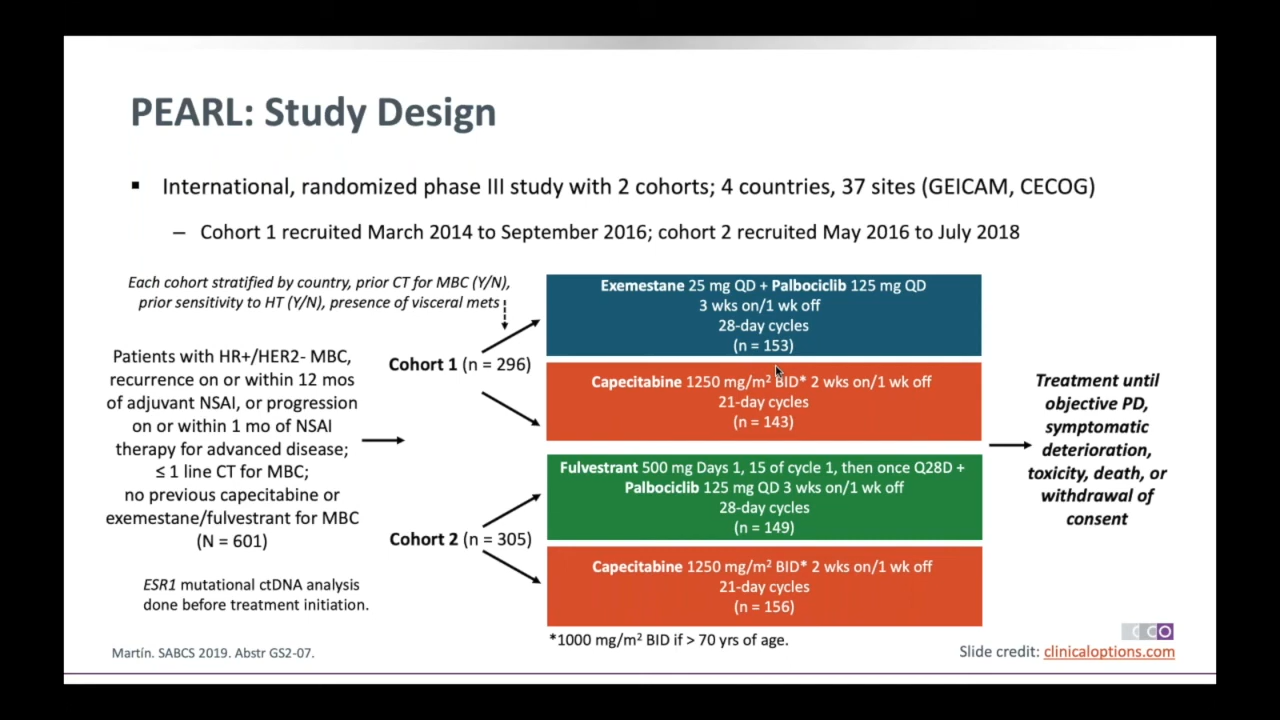 PEARL: Study Design
▪ International, randomized phase III study with 2 cohorts; 4 countries, 37 sites (GEICAM, CECOG)
– Cohort 1 recruited March 2014 to September 2016; cohort 2 recruited May 2016 to July 2018
Each cohort stratified by country, prior CT for MBC (Y/N),
prior sensitivity to HT (Y/N), presence of visceral mets
Patients with HR+/HER2- MBC,
recurrence on or within 12 mos
of adjuvant NSAI, or progression
on or within 1 mo of NSAI
therapy for advanced disease;
≤ 1 line CT for MBC;
no previous capecitabine or
exemestane/fulvestrant for MBC
(N = 601)
ESR1 mutational ctDNA analysis
done before treatment initiation.
Cohort 1 (n = 296)
Exemestane 25 mg QD + Palbociclib 125 mg QD
3 wks on/1 wk off
28-day cycles
(n = 153)
Capecitabine 1250 mg/m² BID* 2 wks on/1 wk off
21-day cycles
(n = 143)
Cohort 2 (n = 305)
Fulvestrant 500 mg Days 1, 15 of cycle 1, then once Q28D +
Palbociclib 125 mg QD 3 wks on/1 wk off
28-day cycles
(n = 149)
Capecitabine 1250 mg/m² BID* 2 wks on/1 wk off
21-day cycles
(n = 156)
Treatment until
objective PD,
symptomatic
deterioration,
toxicity, death, or
withdrawal of
consent
*1000 mg/m² BID if > 70 yrs of age.
Martín. SABCS 2019. Abstr GS2-07.
CCO
Slide credit: clinicaloptions.com